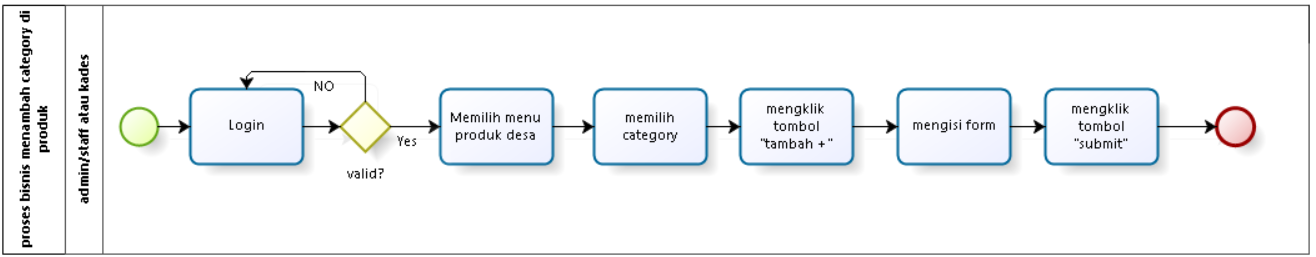 proses bisnis menambah category di
produk
admin/staff atau kades
Login
NO
valid?
Yes
Memilih menu
produk desa
memilih
category
mengklik
tombol
"tambah +"
mengisi form
mengklik
tombol
"submit"